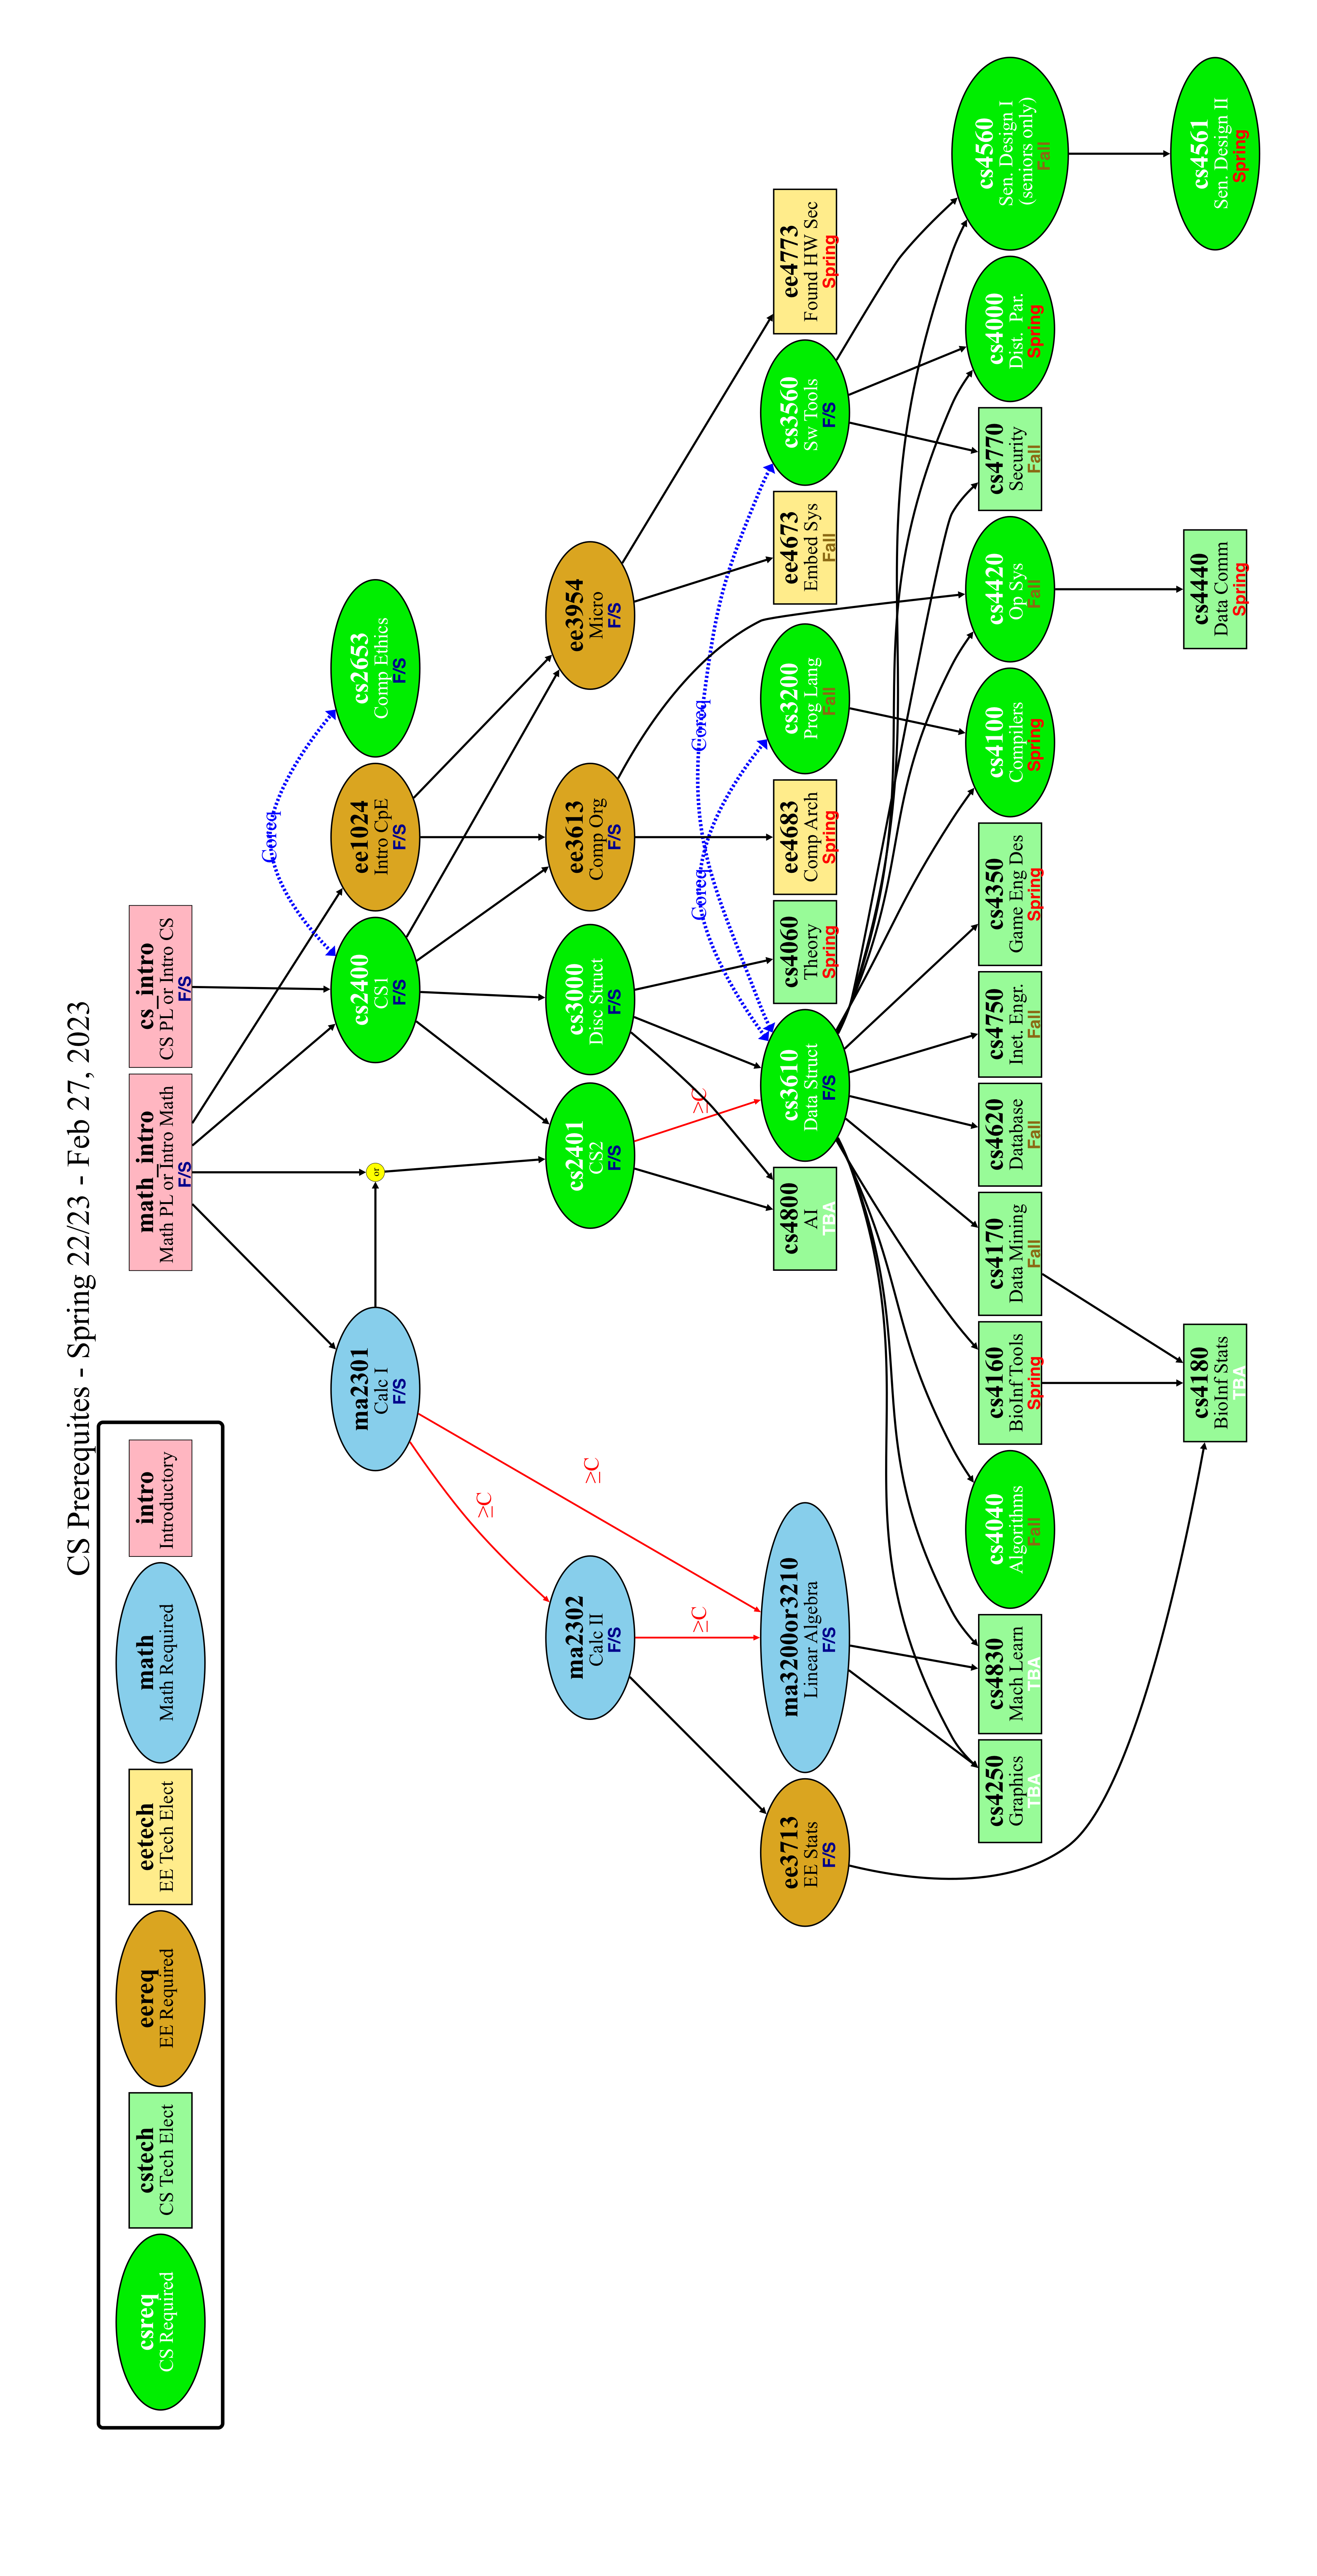 CS Prerequites - Spring 22/23 - Feb 27, 2023
csreq
CS Required
cstech
CS Tech Elect
eereq
EE Required
eetech
EE Tech Elect
math
Math Required
intro
Introductory
math_intro
Math PL or Intro Math
F/S
cs_intro
CS PL or Intro CS
F/S
Coreq
ma2301
Calc I
F/S
or
cs2400
CS1
F/S
ee1024
Intro CpE
F/S
cs2653
Comp Ethics
F/S
≥C
≥C
ma2302
Calc II
F/S
cs2401
CS2
F/S
cs3000
Disc Struct
F/S
ee3613
Comp Org
F/S
ee3954
Micro
F/S
≥C
≥C
Coreq
Coreq
ee3713
EE Stats
F/S
ma3200or3210
Linear Algebra
F/S
cs4800
AI
TBA
cs3610
Data Struct
F/S
cs4060
Theory
Spring
ee4683
Comp Arch
Spring
cs3200
Prog Lang
Fall
ee4673
Embed Sys
Fall
cs3560
Sw Tools
F/S
ee4773
Found HW Sec
Spring
cs4250
Graphics
TBA
cs4830
Mach Learn
TBA
cs4040
Algorithms
Fall
cs4160
BioInf Tools
Spring
cs4170
Data Mining
Fall
cs4620
Database
Fall
cs4750
Inet. Engr.
Fall
cs4350
Game Eng Des
Spring
cs4100
Compilers
Spring
cs4420
Op Sys
Fall
cs4770
Security
Fall
cs4000
Dist. Par.
Spring
cs4560
Sen. Design I
(seniors only)
Fall
cs4180
BioInf Stats
TBA
cs4440
Data Comm
Spring
cs4561
Sen. Design II
Spring